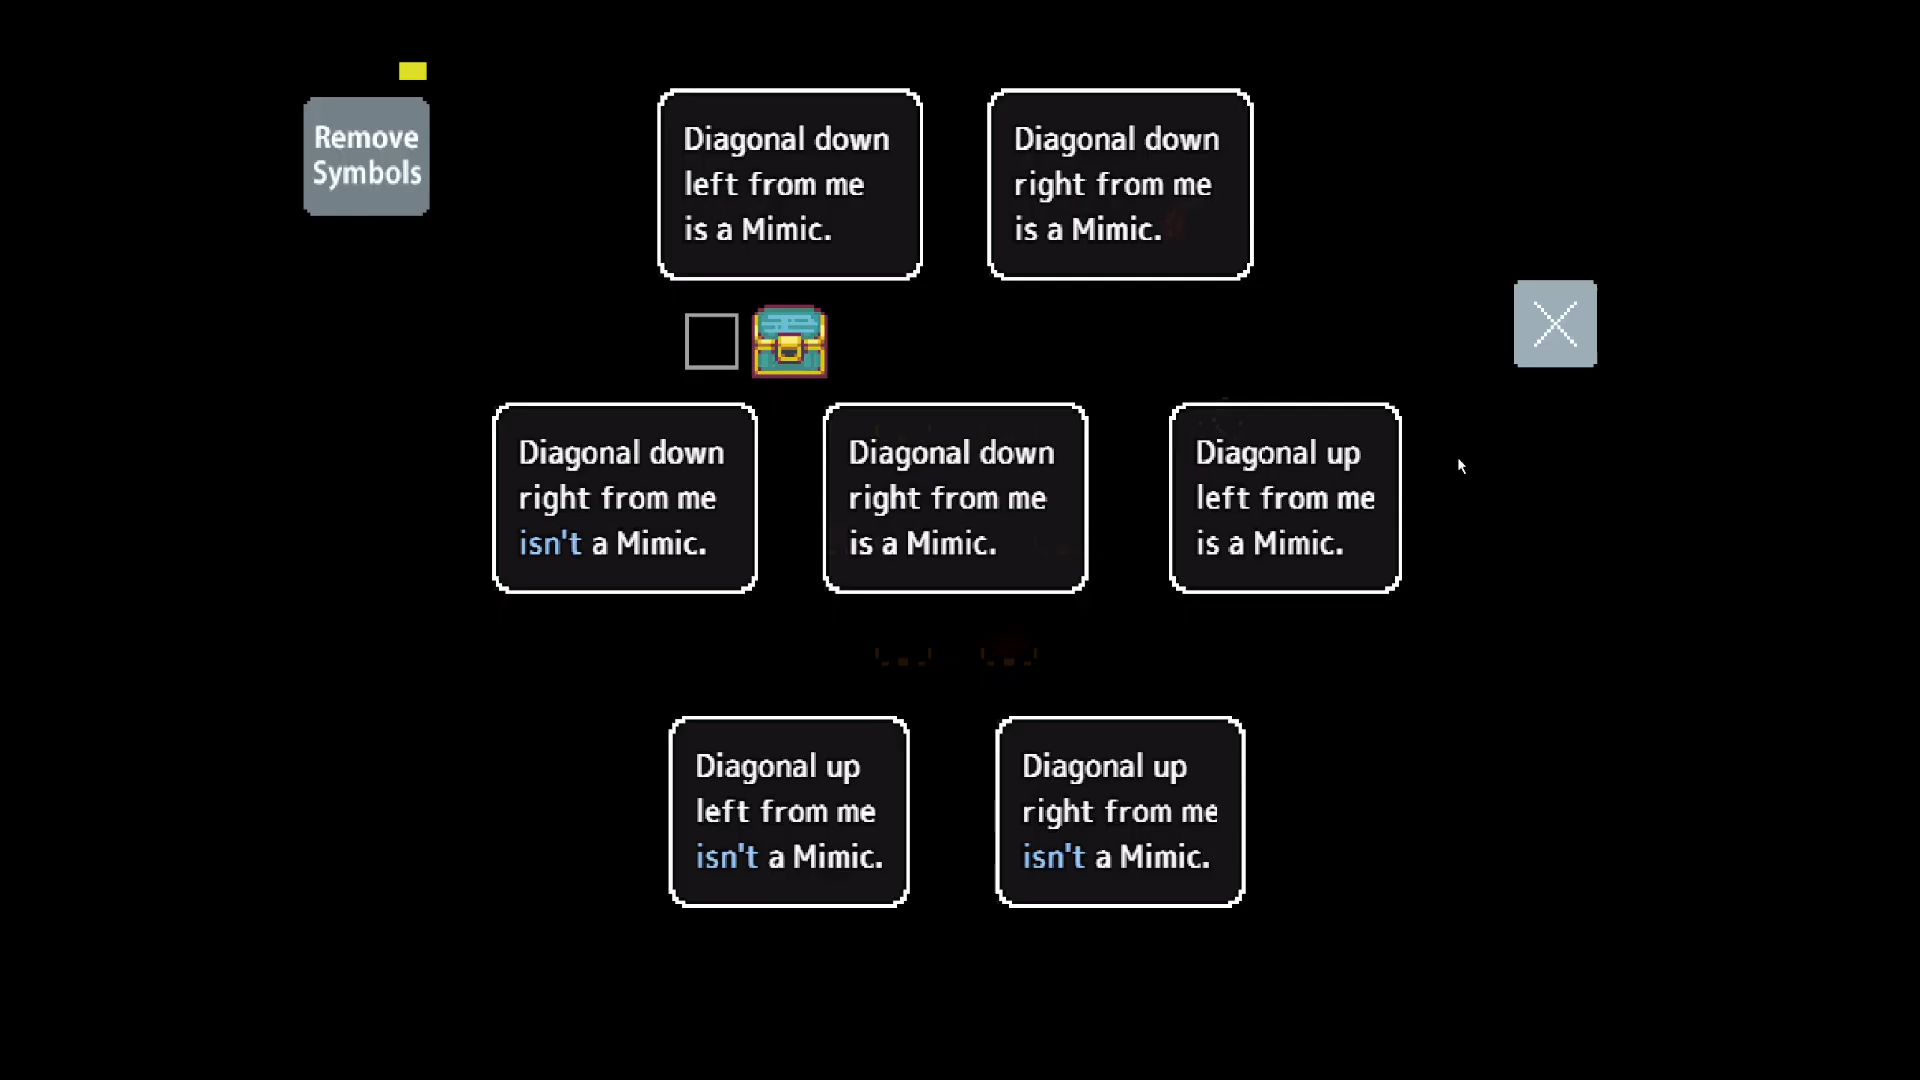 Remove
Symbols
Diagonal down
left from me
is a Mimic.
Diagonal down
right from me
is a Mimic.
Diagonal down
right from me
isn't a Mimic.
Diagonal down
right from me
is a Mimic.
Diagonal up
left from me
is a Mimic.
Diagonal up
left from me
isn't a Mimic.
Diagonal up
right from me
isn't a Mimic.